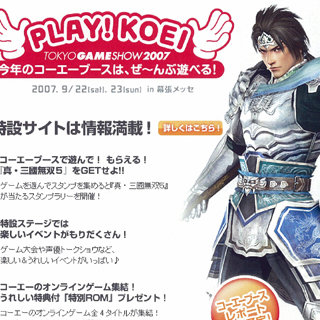 PLAY! KOEI
TOKYO GAME SHOW 2007
今年のコーエーブースは、ぜ〜んぶ遊べる!
2007. 9/22(sat). 23(sun) in 幕張メッセ
特設サイトは情報満載! 詳しくはこちら!
コーエーブースで遊んで! もらえる!
『真・三國無双5』をGETせよ!!
ゲームを遊んでスタンプを集めると『真・三國無双5』
が当たるスタンプラリーを開催!
特設ステージでは
楽しいイベントがもりだくさん!
ゲーム大会や声優トークショウなど、
楽しい&うれしいイベントがいっぱい♪
コーエーのオンラインゲーム集結!
うれしい特典付「特別ROM」プレゼント!
コーエーのオンラインゲーム全4タイトルが集結!
コーエーブース
レポート